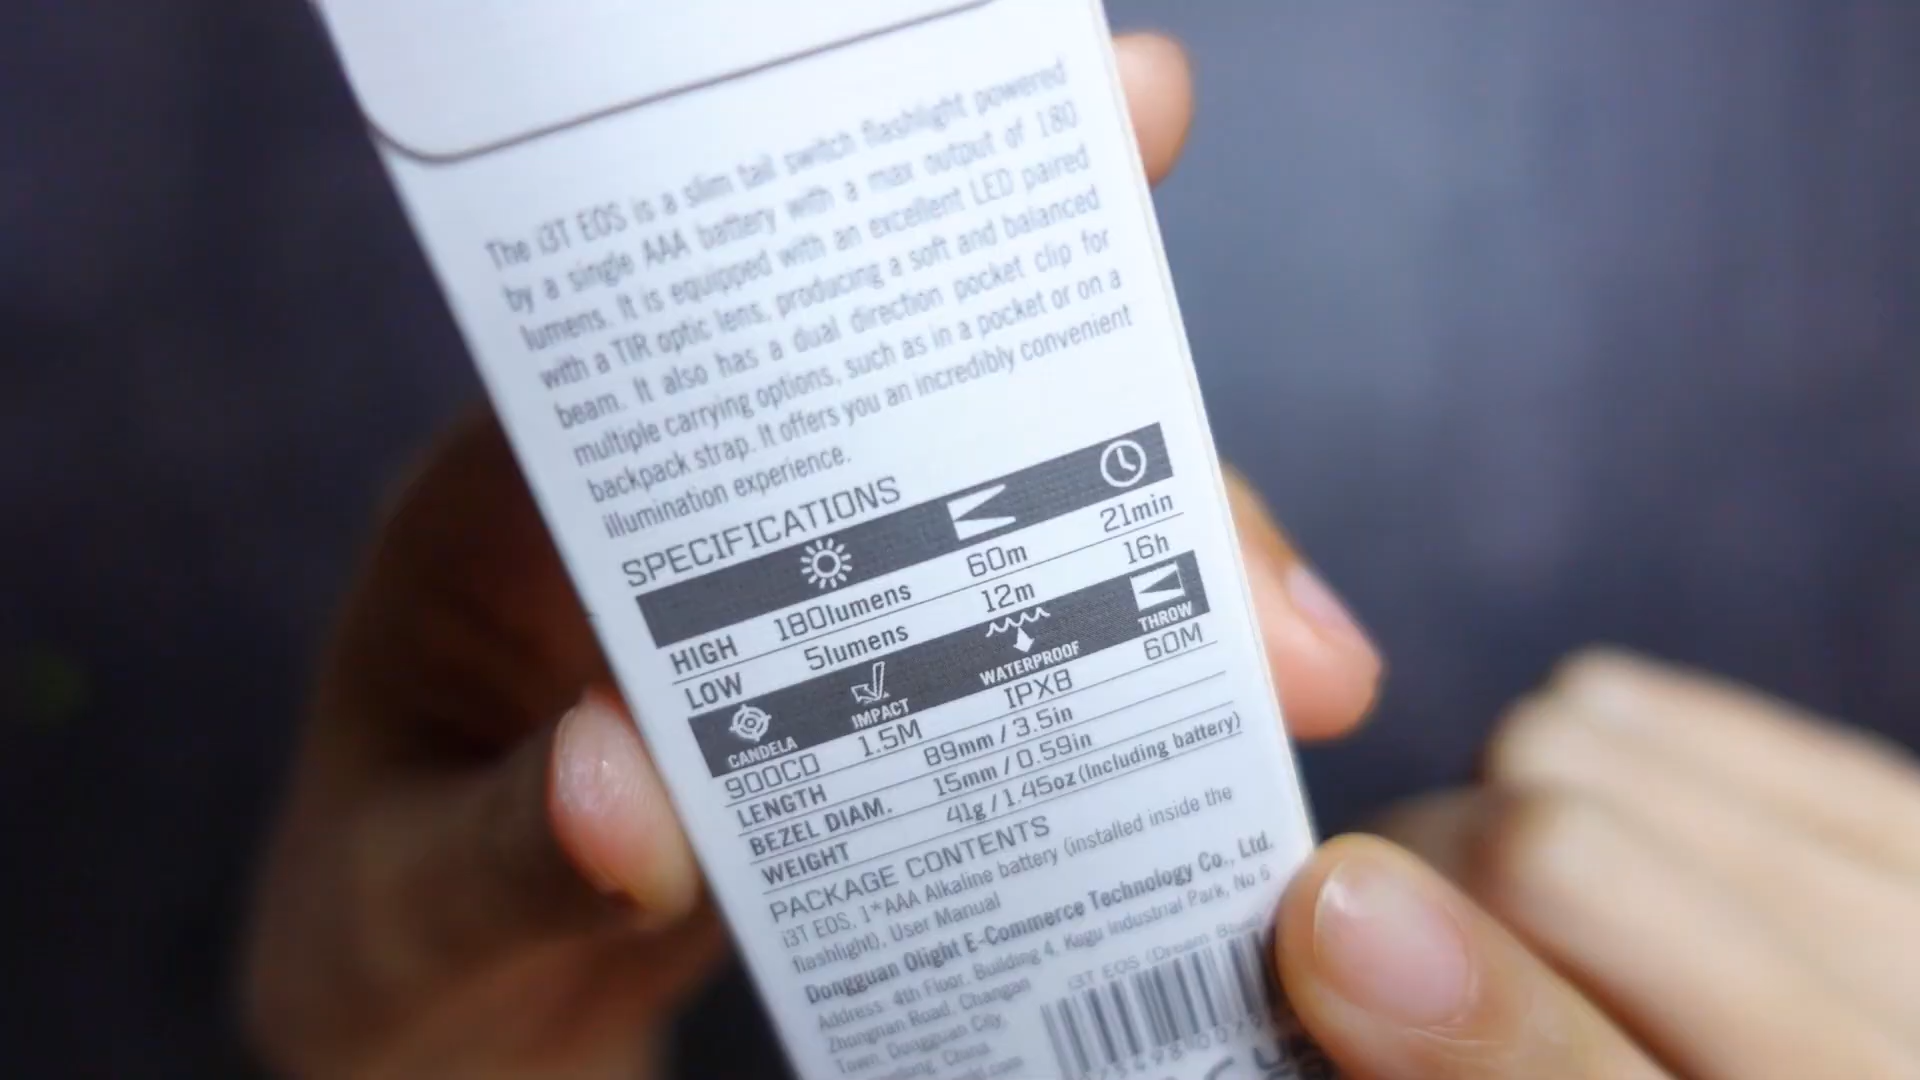 The i3T EOS is a slim tail switch flashlight powered
by a single AAA battery with a max output of 180
lumens. It is equipped with an excellent LED paired
with a TIR optic lens, producing a soft and balanced
beam. It also has a dual direction pocket clip for
multiple carrying options, such as in a pocket or on a
backpack strap. It offers you an incredibly convenient
illumination experience.
SPECIFICATIONS
HIGH 180lumens 60m 21min
LOW 5lumens 12m 16h
CANDELA IMPACT WATERPROOF THROW
900CD 1.5M IPX8 60M
LENGTH 89mm / 3.5in
BEZEL DIAM. 15mm / 0.59in
WEIGHT 41g / 1.45oz (Including battery)
PACKAGE CONTENTS
i3T EOS, 1*AAA Alkaline battery (installed inside the
flashlight), User Manual
Dongguan Olight E-Commerce Technology Co., Ltd.
Address: 4th Floor, Building 4, Kegu Industrial Park, No 6
Zhongnan Road, Changan
Town, Dongguan City,
China
i3T EOS (Dream Blue)